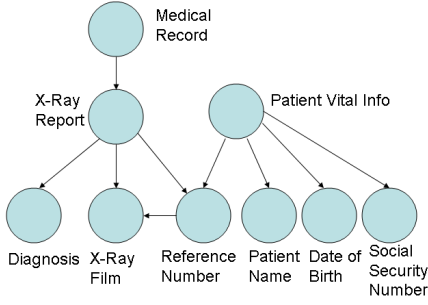 Medical
Record
X-Ray
Report
Patient Vital Info
Diagnosis
X-Ray
Film
Reference
Number
Patient
Name
Date of
Birth
Social
Security
Number